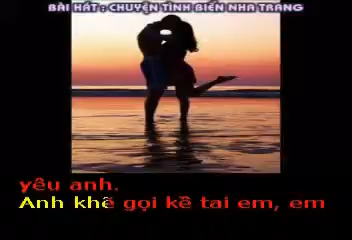 BÀI HÁT : CHUYỆN TÌNH BIỂN NHA TRANG
yêu anh.
Anh khẽ gọi kề tai em, em